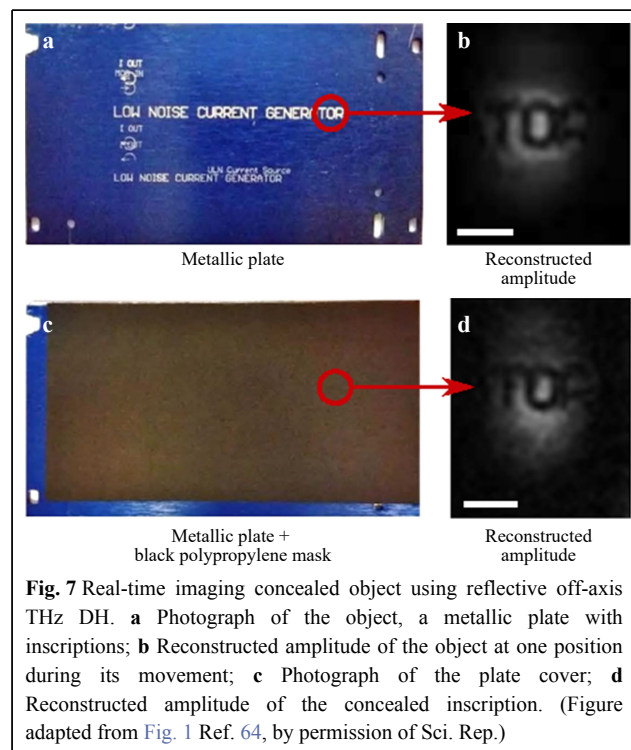 a
I OUT
LOW NOISE CURRENT GENERATOR
I OUT
ULN Current Source
LOW NOISE CURRENT GENERATOR
Metallic plate
b
TOR
Reconstructed
amplitude
c
Metallic plate +
black polypropylene mask
d
TOR
Reconstructed
amplitude
Fig. 7 Real-time imaging concealed object using reflective off-axis
THz DH. a Photograph of the object, a metallic plate with
inscriptions; b Reconstructed amplitude of the object at one position
during its movement; c Photograph of the plate cover; d
Reconstructed amplitude of the concealed inscription. (Figure
adapted from Fig. 1 Ref. 64, by permission of Sci. Rep.)